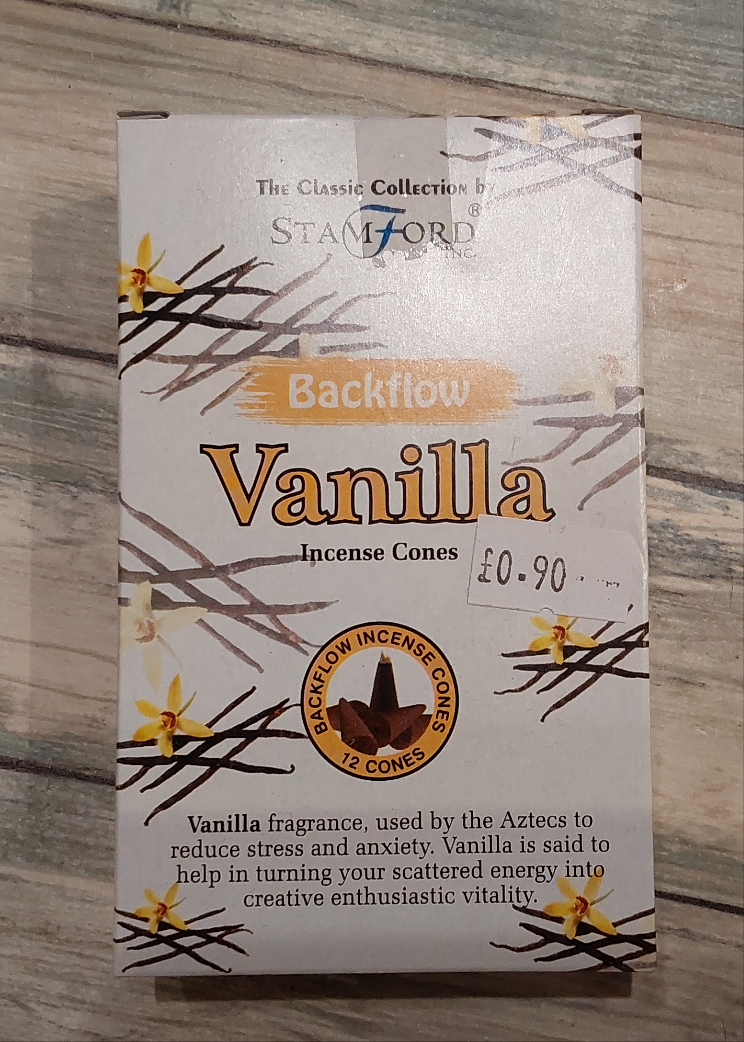 The Classic Collection by
STAMFORD®
INC.
Backflow
Vanilla
Incense Cones
£0.90
BACKFLOW INCENSE CONES
12 CONES
Vanilla fragrance, used by the Aztecs to
reduce stress and anxiety. Vanilla is said to
help in turning your scattered energy into
creative enthusiastic vitality.